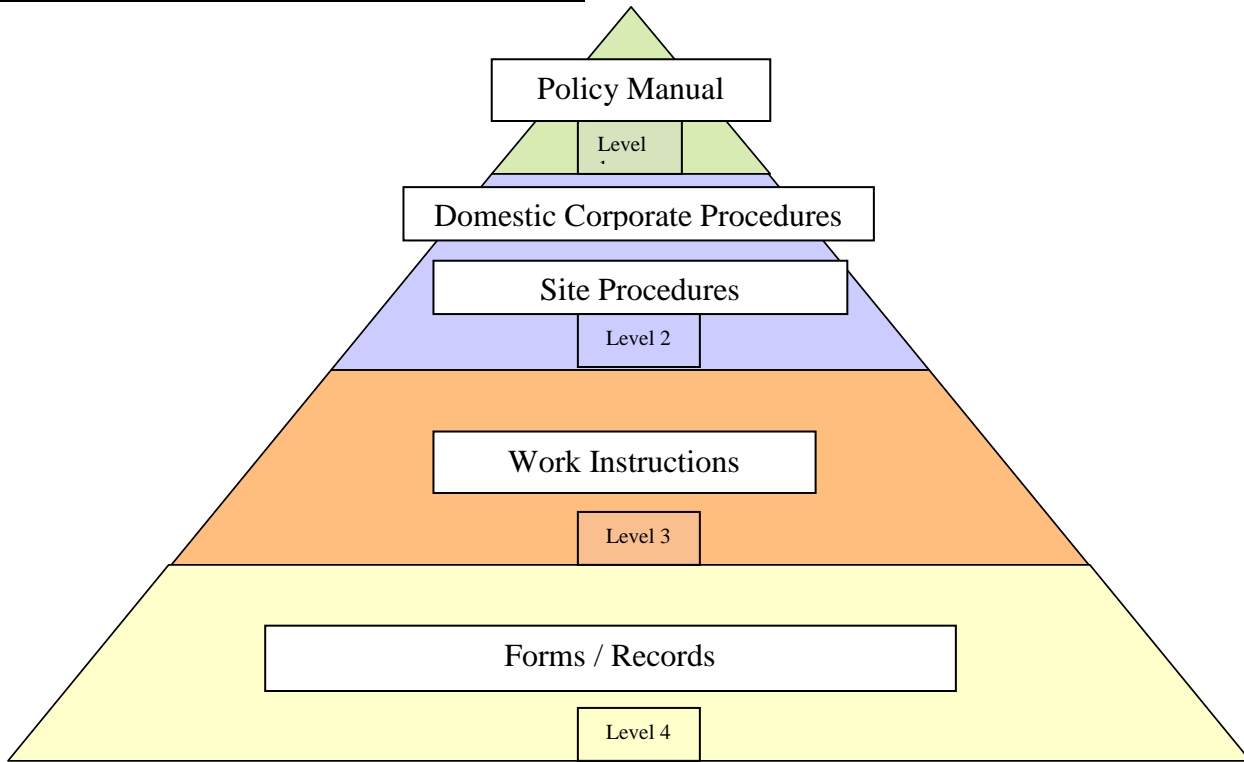 Policy Manual
Level
Domestic Corporate Procedures
Site Procedures
Level 2
Work Instructions
Level 3
Forms / Records
Level 4